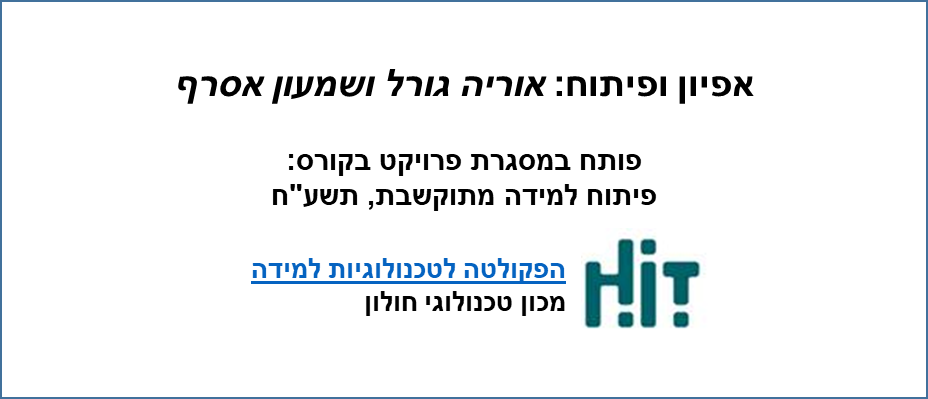 אפיון ופיתוח: אוריה גורל ושמעון אסרף
פותח במסגרת פרויקט בקורס:
פיתוח למידה מתוקשבת, תשע"ח
הפקולטה לטכנולוגיות למידה
מכון טכנולוגי חולון
HiT